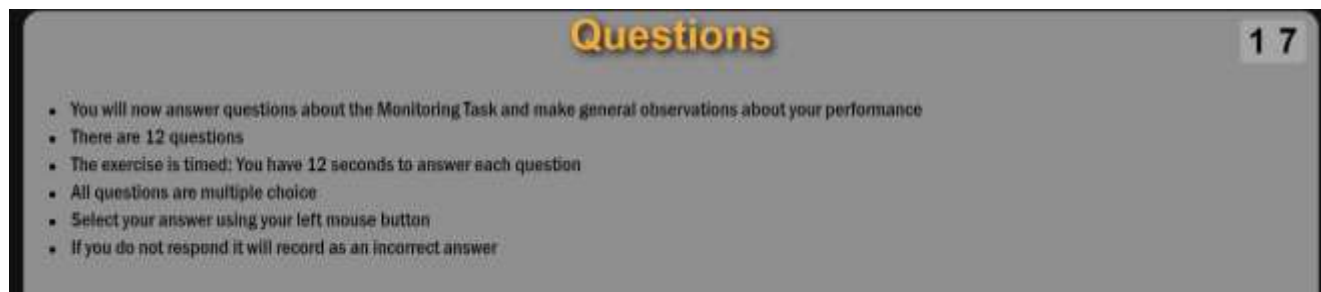 Questions
1 7
• You will now answer questions about the Monitoring Task and make general observations about your performance
• There are 12 questions
• The exercise is timed: You have 12 seconds to answer each question
• All questions are multiple choice
• Select your answer using your left mouse button
• If you do not respond it will record as an incorrect answer